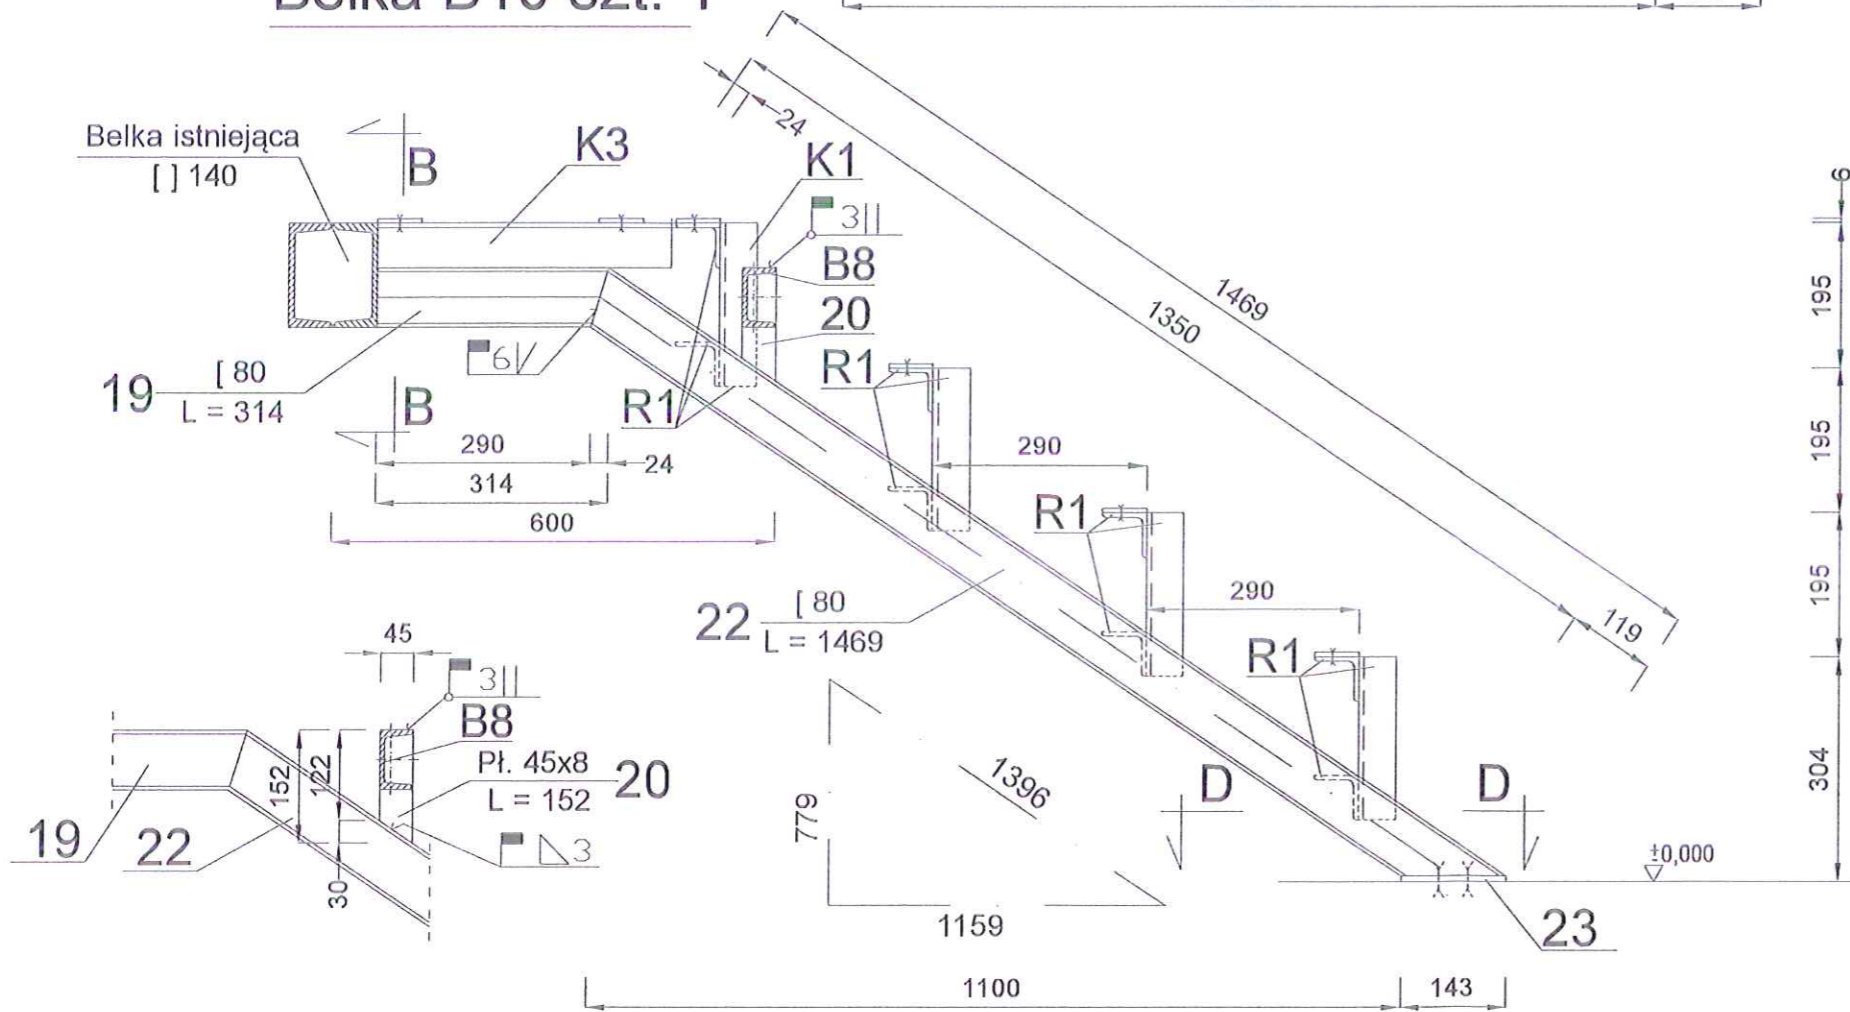 24
Belka istniejąca
[ ] 140
B
K3
K1
3
B8
20
6
1469
1350
6
195
195
195
304
19
[ 80
L = 314
B
R1
R1
290
24
314
600
290
R1
290
22
[ 80
L = 1469
119
R1
45
3
B8
Pł. 45x8
L = 152
20
152
122
30
3
19
22
779
1396
1159
D
D
±0,000
23
1100
143